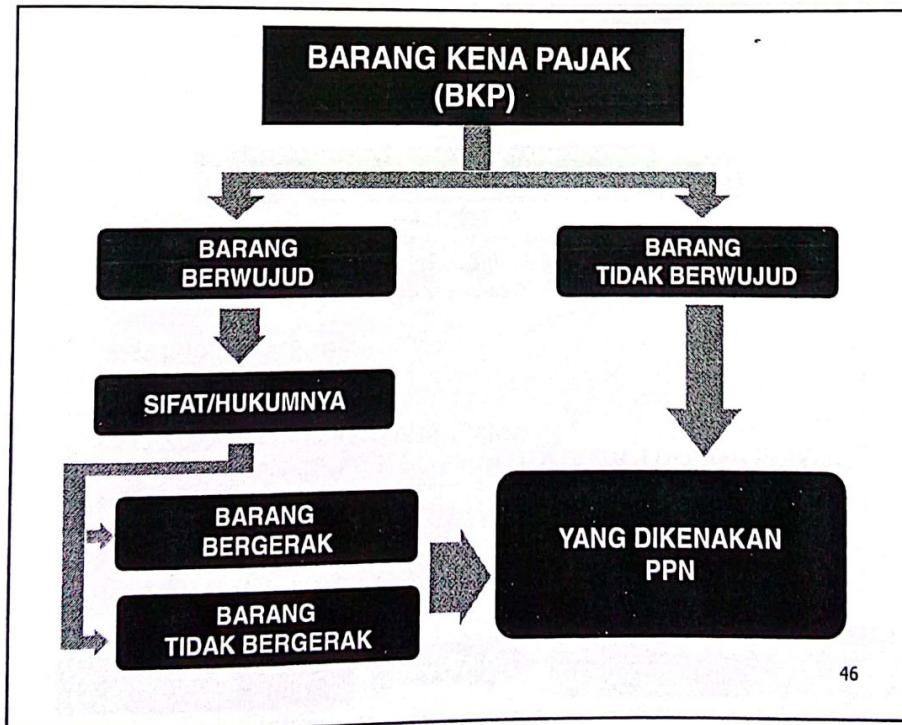 BARANG KENA PAJAK
(BKP)
BARANG
BERWUJUD
BARANG
TIDAK BERWUJUD
SIFAT/HUKUMNYA
BARANG
BERGERAK
BARANG
TIDAK BERGERAK
YANG DIKENAKAN
PPN
46